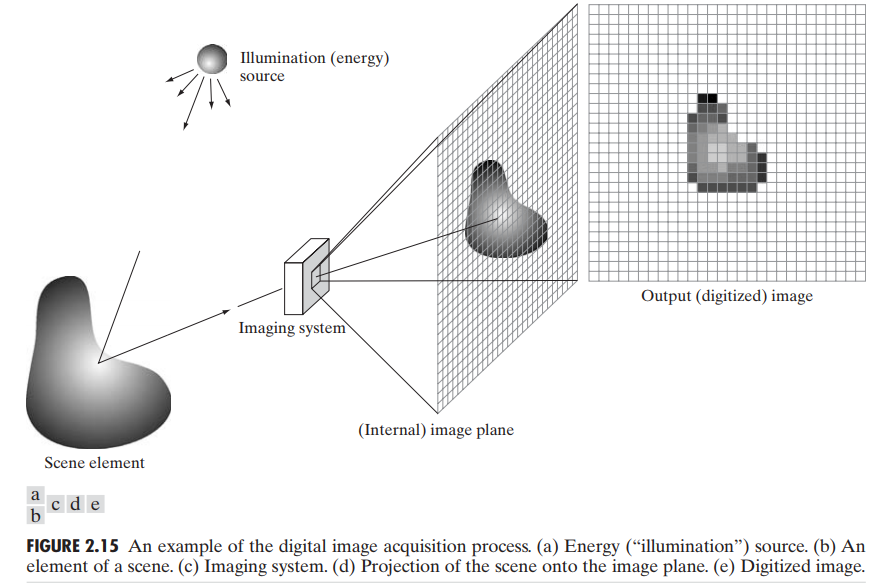 Illumination (energy)
source
Output (digitized) image
Imaging system
(Internal) image plane
Scene element
a
b
c d e
FIGURE 2.15 An example of the digital image acquisition process. (a) Energy (“illumination”) source. (b) An
element of a scene. (c) Imaging system. (d) Projection of the scene onto the image plane. (e) Digitized image.